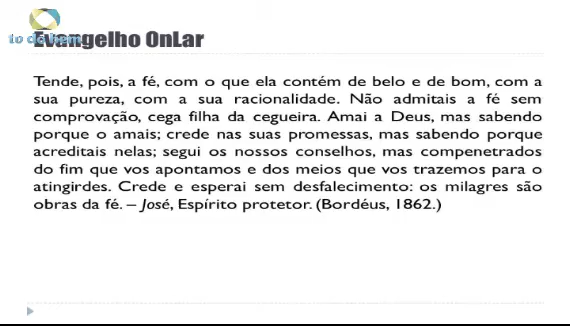 to do bem
Evangelho OnLar
Tende, pois, a fé, com o que ela contém de belo e de bom, com a
sua pureza, com a sua racionalidade. Não admitais a fé sem
comprovação, cega filha da cegueira. Amai a Deus, mas sabendo
porque o amais; crede nas suas promessas, mas sabendo porque
acreditais nelas; segui os nossos conselhos, mas compenetrados
do fim que vos apontamos e dos meios que vos trazemos para o
atingirdes. Crede e esperai sem desfalecimento: os milagres são
obras da fé. – José, Espírito protetor. (Bordéus, 1862.)